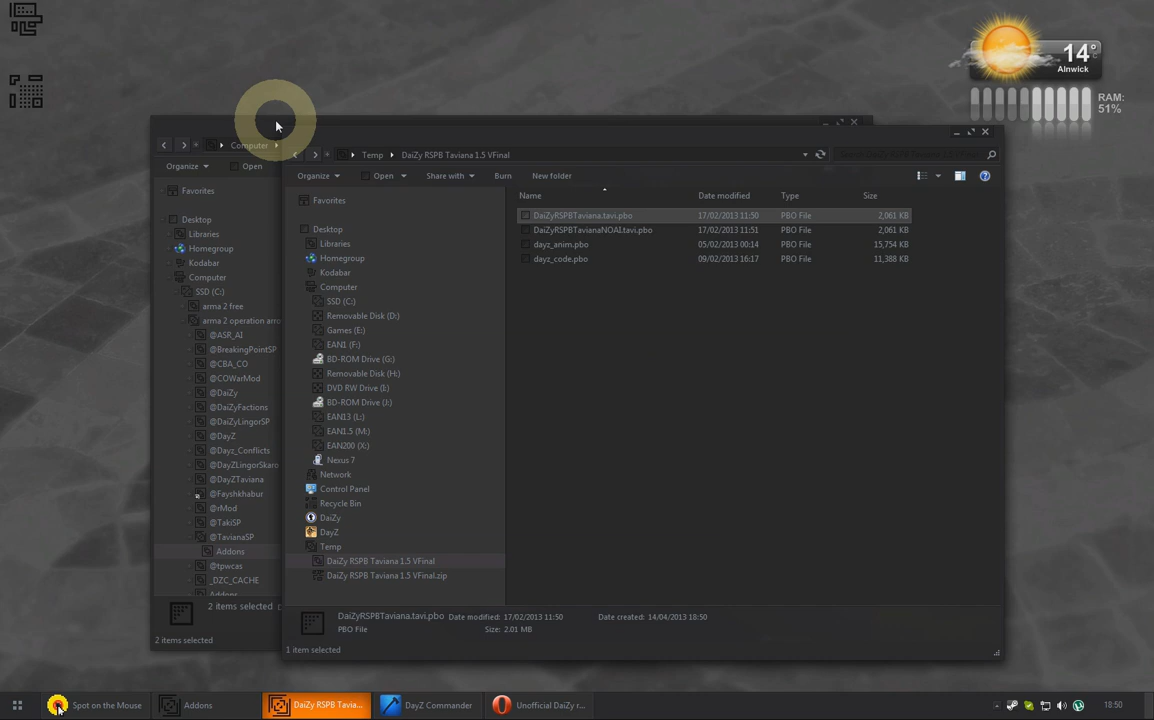 14°
Alnwick
RAM:
51%
Computer
Organize
Open
Favorites
Desktop
Libraries
Homegroup
Kodabar
Computer
SSD (C:)
arma 2 free
arma 2 operation arro
@ASR_AI
@BreakingPointSP
@CBA_CO
@COWarMod
@DaiZy
@DaiZyFactions
@DaiZyLingorSP
@DayZ
@Dayz_Conflicts
@DayZLingorSkaro
@DayZTaviana
@Fayshkhabur
@rMod
@TakiSP
@TavianaSP
Addons
@tpwcas
_DZC_CACHE
Addons
2 items selected
2 items selected
Temp DaiZy RSPB Taviana 1.5 VFinal
Organize Open Share with Burn New folder
Favorites
Desktop
Libraries
Homegroup
Kodabar
Computer
SSD (C:)
Removable Disk (D:)
Games (E:)
EAN1 (F:)
BD-ROM Drive (G:)
Removable Disk (H:)
DVD RW Drive (I:)
BD-ROM Drive (J:)
EAN13 (L:)
EAN1.5 (M:)
EAN200 (X:)
Nexus 7
Network
Control Panel
Recycle Bin
DaiZy
DayZ
Temp
DaiZy RSPB Taviana 1.5 VFinal
DaiZy RSPB Taviana 1.5 VFinal.zip
Name Date modified Type Size
DaiZyRSPBTaviana.tavi.pbo 17/02/2013 11:50 PBO File 2,061 KB
DaiZyRSPBTavianaNOAI.tavi.pbo 17/02/2013 11:51 PBO File 2,061 KB
dayz_anim.pbo 05/02/2013 00:14 PBO File 15,754 KB
dayz_code.pbo 09/02/2013 16:17 PBO File 11,388 KB
DaiZyRSPBTaviana.tavi.pbo Date modified: 17/02/2013 11:50 Date created: 14/04/2013 18:50
PBO File Size: 2.01 MB
1 item selected
Spot on the Mouse
Addons
DaiZy RSPB Tavia...
DayZ Commander
Unofficial DaiZy r...
18:50